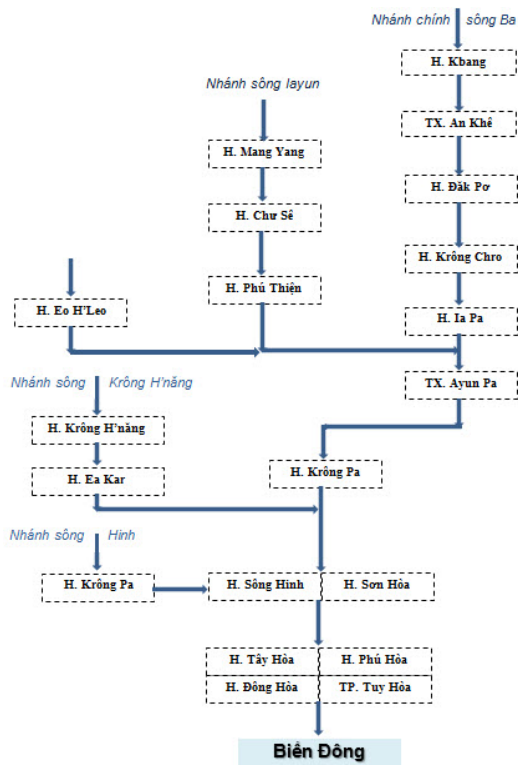 Nhánh chính sông Ba
H. Kbang
Nhánh sông Iayun
TX. An Khê
H. Mang Yang
H. Đăk Pơ
H. Chư Sê
H. Krông Chro
H. Phú Thiện
H. Eo H'Leo
H. Ia Pa
Nhánh sông Krông H'năng
TX. Ayun Pa
H. Krông H'năng
H. Ea Kar
H. Krông Pa
Nhánh sông Hinh
H. Krông Pa
H. Sông Hinh
H. Sơn Hòa
H. Tây Hòa
H. Phú Hòa
H. Đông Hòa
TP. Tuy Hòa
Biển Đông